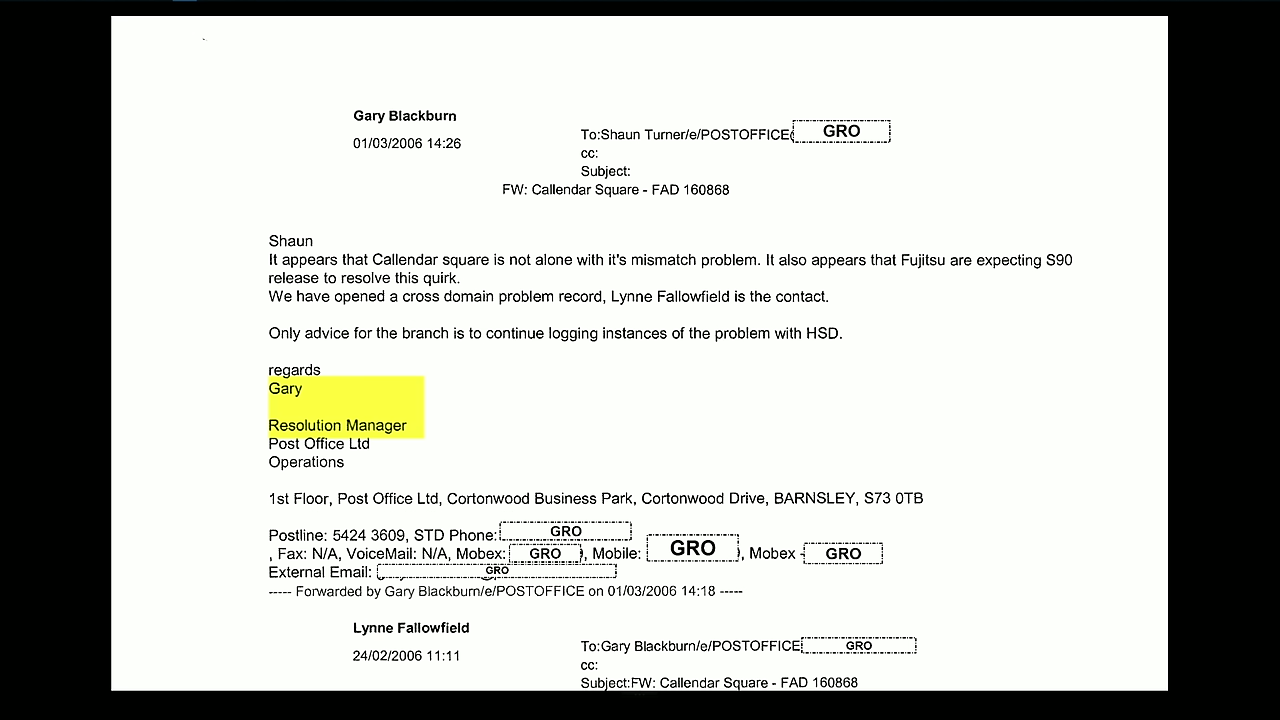 Gary Blackburn
01/03/2006 14:26
To:Shaun Turner/e/POSTOFFICE GRO
cc:
Subject:
FW: Callendar Square - FAD 160868
Shaun
It appears that Callendar square is not alone with it's mismatch problem. It also appears that Fujitsu are expecting S90
release to resolve this quirk.
We have opened a cross domain problem record, Lynne Fallowfield is the contact.
Only advice for the branch is to continue logging instances of the problem with HSD.
regards
Gary
Resolution Manager
Post Office Ltd
Operations
1st Floor, Post Office Ltd, Cortonwood Business Park, Cortonwood Drive, BARNSLEY, S73 0TB
Postline: 5424 3609, STD Phone: GRO
, Fax: N/A, VoiceMail: N/A, Mobex: GRO ), Mobile: GRO ), Mobex - GRO
External Email: GRO
----- Forwarded by Gary Blackburn/e/POSTOFFICE on 01/03/2006 14:18 -----
Lynne Fallowfield
24/02/2006 11:11
To:Gary Blackburn/e/POSTOFFICE GRO
cc:
Subject:FW: Callendar Square - FAD 160868